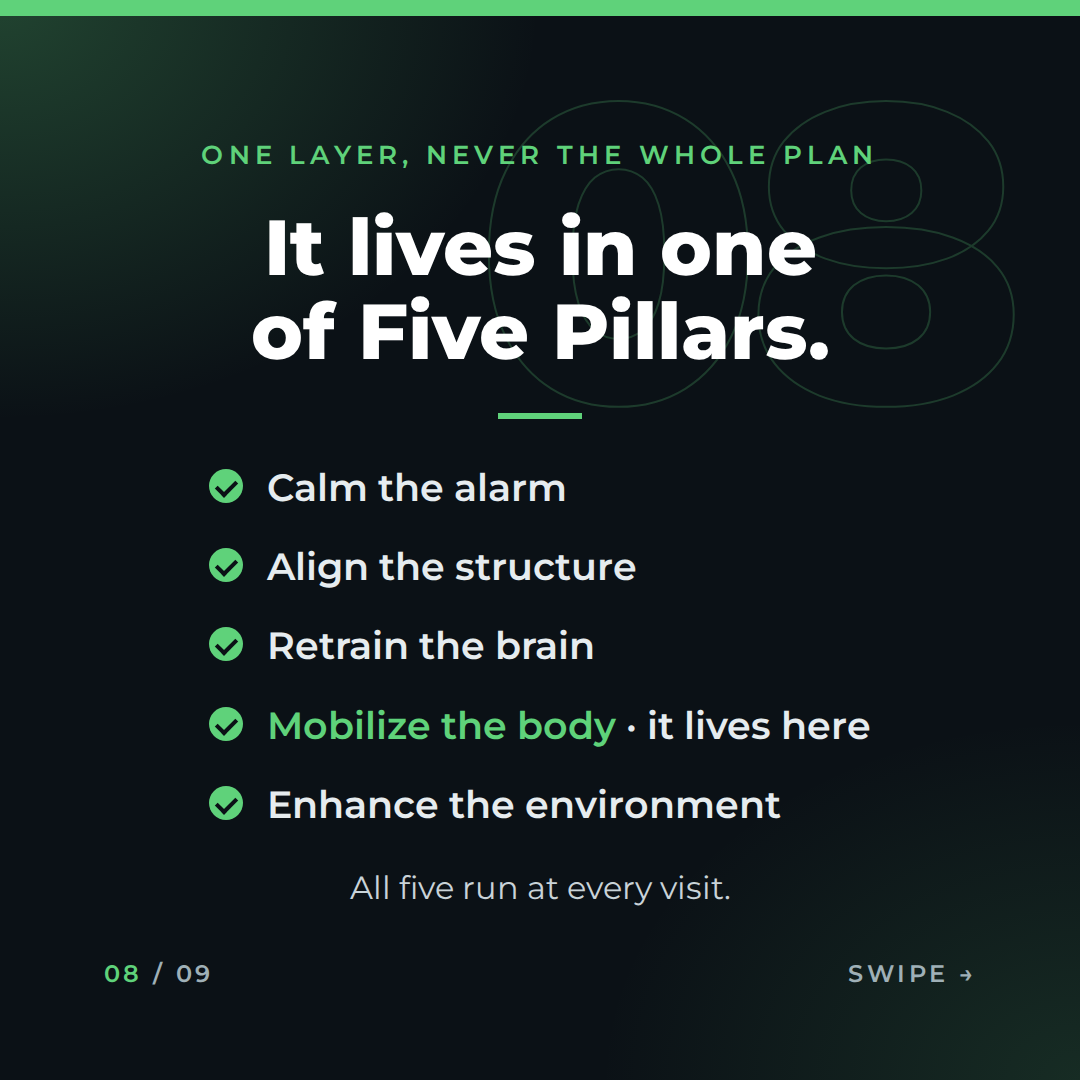 08
ONE LAYER, NEVER THE WHOLE PLAN
It lives in one
of Five Pillars.
Calm the alarm
Align the structure
Retrain the brain
Mobilize the body · it lives here
Enhance the environment
All five run at every visit.
08 / 09
SWIPE →